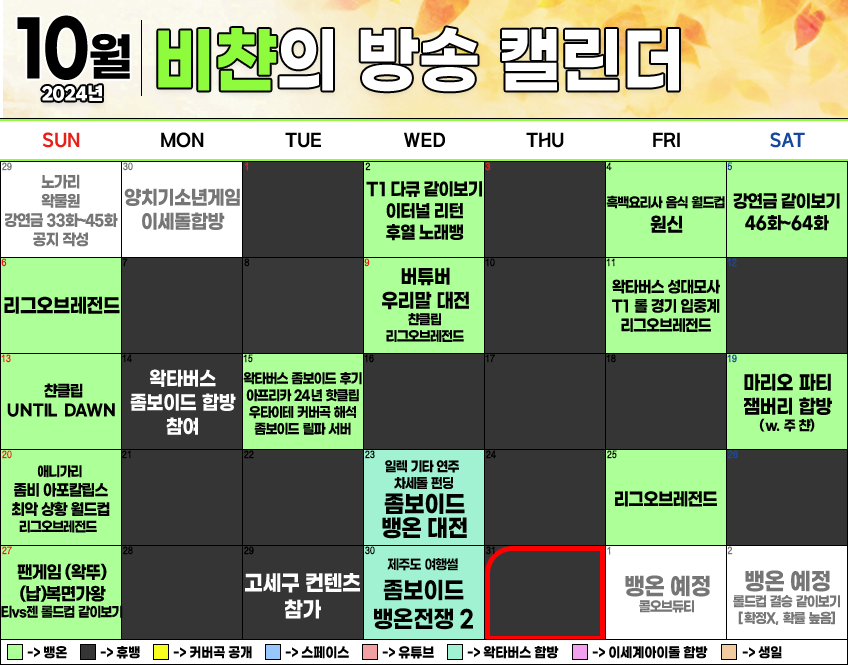 10월
2024년
비챤의 방송 캘린더
SUN MON TUE WED THU FRI SAT
29
노가리
왁물원
강연금 33화~45화
공지 작성
30
양치기소년게임
이세돌합방
1
2
T1 다큐 같이보기
이터널 리턴
후열 노래뱅
3
4
흑백요리사 음식 월드컵
원신
5
강연금 같이보기
46화~64화
6
리그오브레전드
7
8
9
버튜버
우리말 대전
챤클립
리그오브레전드
10
11
왁타버스 성대모사
T1 롤 경기 입중계
리그오브레전드
12
13
챤클립
UNTIL DAWN
14
왁타버스
좀보이드 합방
참여
15
왁타버스 좀보이드 후기
아프리카 24년 핫클립
우타이테 커버곡 해석
좀보이드 릴파 서버
16
17
18
19
마리오 파티
잼버리 합방
(w. 주 챤)
20
애니가리
좀비 아포칼립스
최악 상황 월드컵
리그오브레전드
21
22
23
일렉 기타 연주
차세돌 펀딩
좀보이드
뱅온 대전
24
25
리그오브레전드
26
27
팬게임 (왁뚜)
(납)복면가왕
티vs젠 롤드컵 같이보기
28
29
고세구 컨텐츠
참가
30
제주도 여행썰
좀보이드
뱅온전쟁 2
31
1
뱅온 예정
콜오브듀티
2
뱅온 예정
롤드컵 결승 같이보기
[확정X, 확률 높음]
-> 뱅온 -> 휴뱅 -> 커버곡 공개 -> 스페이스 -> 유튜브 -> 왁타버스 합방 -> 이세계아이돌 합방 -> 생일